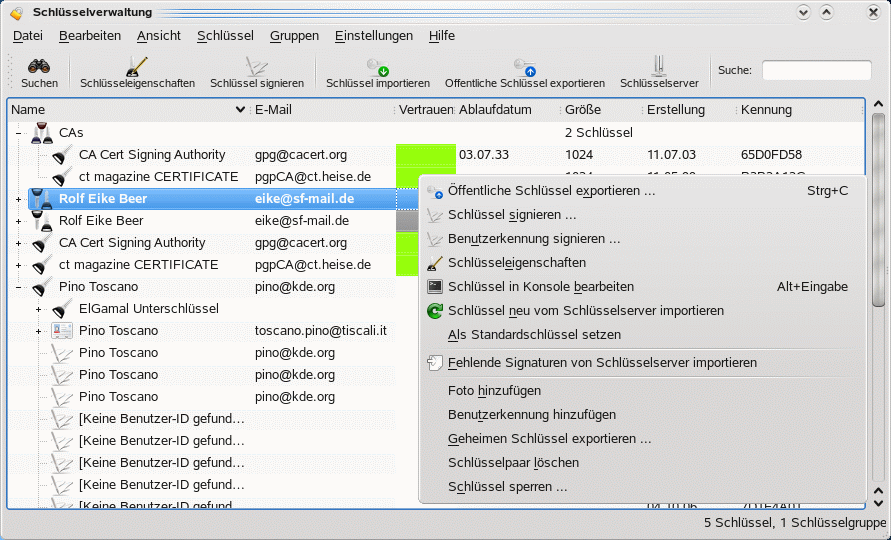 Schlüsselverwaltung
Datei Bearbeiten Ansicht Schlüssel Gruppen Einstellungen Hilfe
Suchen Schlüsseleigenschaften Schlüssel signieren Schlüssel importieren Öffentliche Schlüssel exportieren Schlüsselserver Suche:
Name E-Mail Vertrauen Ablaufdatum Größe Erstellung Kennung
CAs 2 Schlüssel
CA Cert Signing Authority gpg@cacert.org 03.07.33 1024 11.07.03 65D0FD58
ct magazine CERTIFICATE pgpCA@ct.heise.de
Rolf Eike Beer eike@sf-mail.de
Rolf Eike Beer eike@sf-mail.de
CA Cert Signing Authority gpg@cacert.org
ct magazine CERTIFICATE pgpCA@ct.heise.de
Pino Toscano pino@kde.org
ElGamal Unterschlüssel
Pino Toscano toscano.pino@tiscali.it
Pino Toscano pino@kde.org
Pino Toscano pino@kde.org
Pino Toscano pino@kde.org
[Keine Benutzer-ID gefund...
[Keine Benutzer-ID gefund...
[Keine Benutzer-ID gefund...
[Keine Benutzer-ID gefund...
[Keine Benutzer-ID gefund...
Öffentliche Schlüssel exportieren ... Strg+C
Schlüssel signieren ...
Benutzerkennung signieren ...
Schlüsseleigenschaften
Schlüssel in Konsole bearbeiten Alt+Eingabe
Schlüssel neu vom Schlüsselserver importieren
Als Standardschlüssel setzen
Fehlende Signaturen von Schlüsselserver importieren
Foto hinzufügen
Benutzerkennung hinzufügen
Geheimen Schlüssel exportieren ...
Schlüsselpaar löschen
Schlüssel sperren ...
5 Schlüssel, 1 Schlüsselgruppe